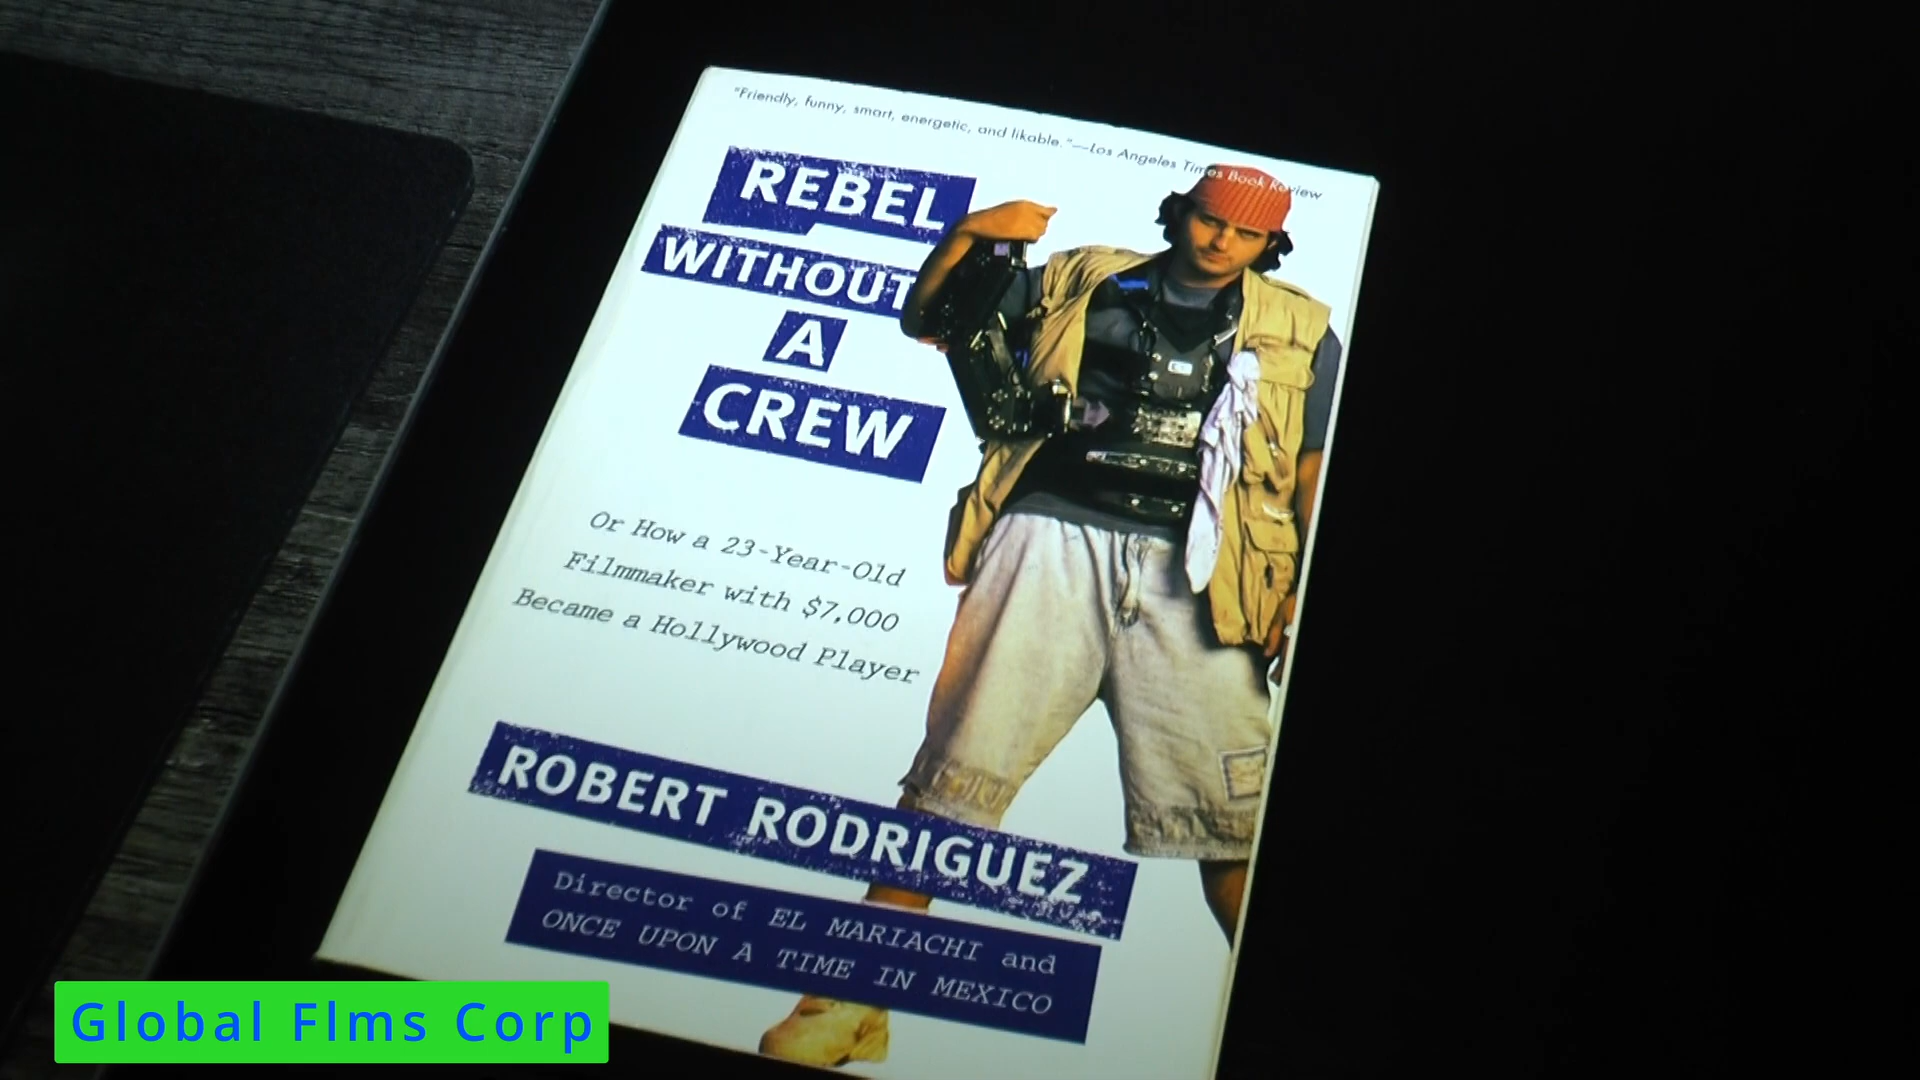 "Friendly, funny, smart, energetic, and likable."—Los Angeles Times Book Review
REBEL
WITHOUT
A
CREW
Or How a 23-Year-Old
Filmmaker with $7,000
Became a Hollywood Player
ROBERT RODRIGUEZ
Director of EL MARIACHI and
ONCE UPON A TIME IN MEXICO
Global Flms Corp